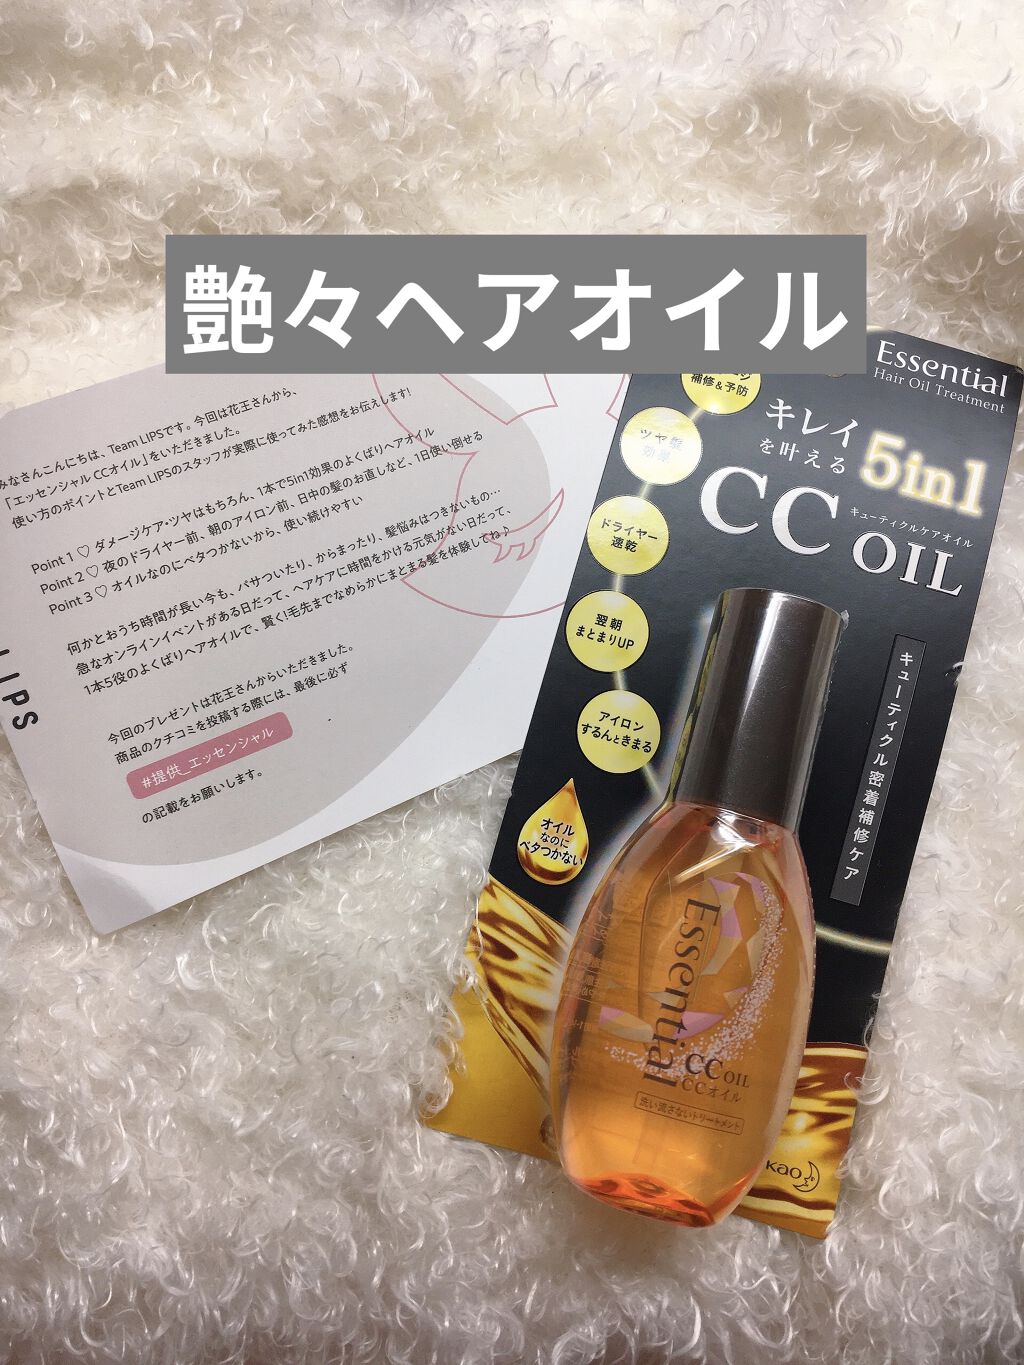 艶々ヘアオイル
みなさんこんにちは、Team LIPSです。今回は花王さんから、
「エッセンシャル CCオイル」をいただきました。
使い方のポイントとTeam LIPSのスタッフが実際に使ってみた感想をお伝えします!
Point 1 ♡ ダメージケア・ツヤはもちろん、1本で5in1効果のよくばりヘアオイル
Point 2 ♡ 夜のドライヤー前、朝のアイロン前、日中の髪のお直しなど、1日使い倒せる
Point 3 ♡ オイルなのにベタつかないから、使い続けやすい
何かとおうち時間が長い今も、パサついたり、からまったり、髪悩みはつきないもの…
急なオンラインイベントがある日だって、ヘアケアに時間をかける元気がない日だって、
1本5役のよくばりヘアオイルで、賢く!毛先までなめらかにまとまる髪を体験してね♪
今回のプレゼントは花王さんからいただきました。
商品のクチコミを投稿する際には、最後に必ず
#提供_エッセンシャル
の記載をお願いします。
LIPS
Essential
Hair Oil Treatment
補修&予防
キレイ
を叶える
5in1
ツヤ髪
効果
CC OIL
キューティクルケアオイル
ドライヤー
速乾
翌朝
まとまりUP
アイロン
するんときまる
キューティクル密着補修ケア
オイル
なのに
ベタつかない
Essential
CC OIL
CCオイル
洗い流さないトリートメント
Kao